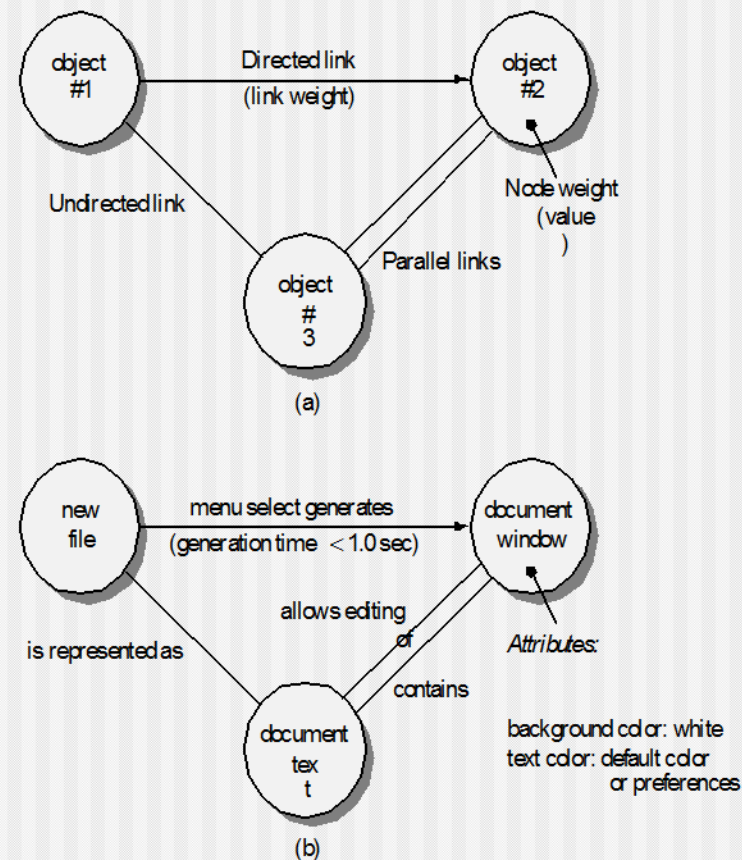 object
#1
Directed link
(link weight)
object
#2
Undirected link
Node weight
(value
)
Parallel links
object
#
3
(a)
new
file
menu select generates
(generation time < 1.0 sec)
document
window
allows editing
of
is represented as
Attributes:
contains
background color: white
text color: default color
or preferences
document
tex
t
(b)